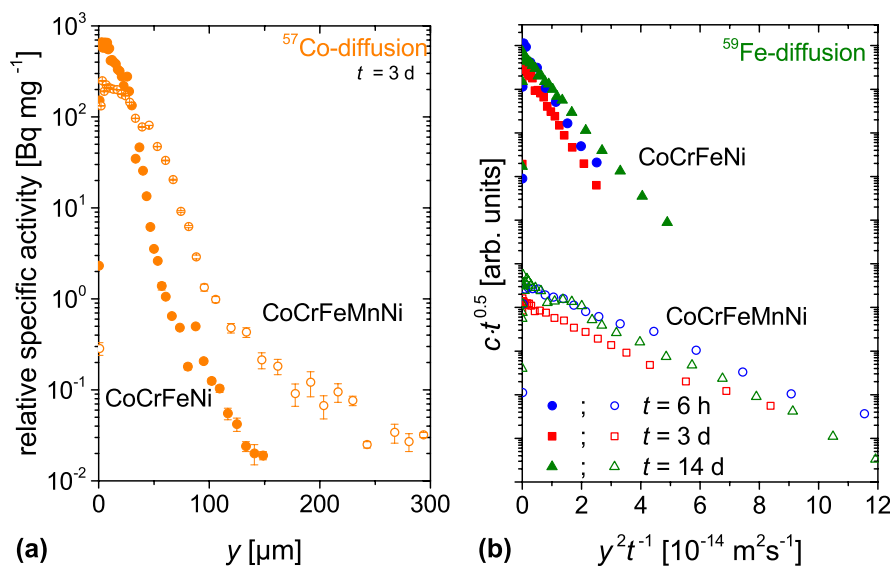 ⁵⁷Co-diffusion
t = 3 d
10³
10²
10¹
10⁰
10⁻¹
10⁻²
relative specific activity [Bq mg⁻¹]
CoCrFeMnNi
CoCrFeNi
0
100
200
300
y [µm]
(a)
⁵⁹Fe-diffusion
CoCrFeNi
c·t⁰·⁵ [arb. units]
CoCrFeMnNi
; t = 6 h
; t = 3 d
; t = 14 d
0
2
4
6
8
10
12
y²t⁻¹ [10⁻¹⁴ m²s⁻¹]
(b)